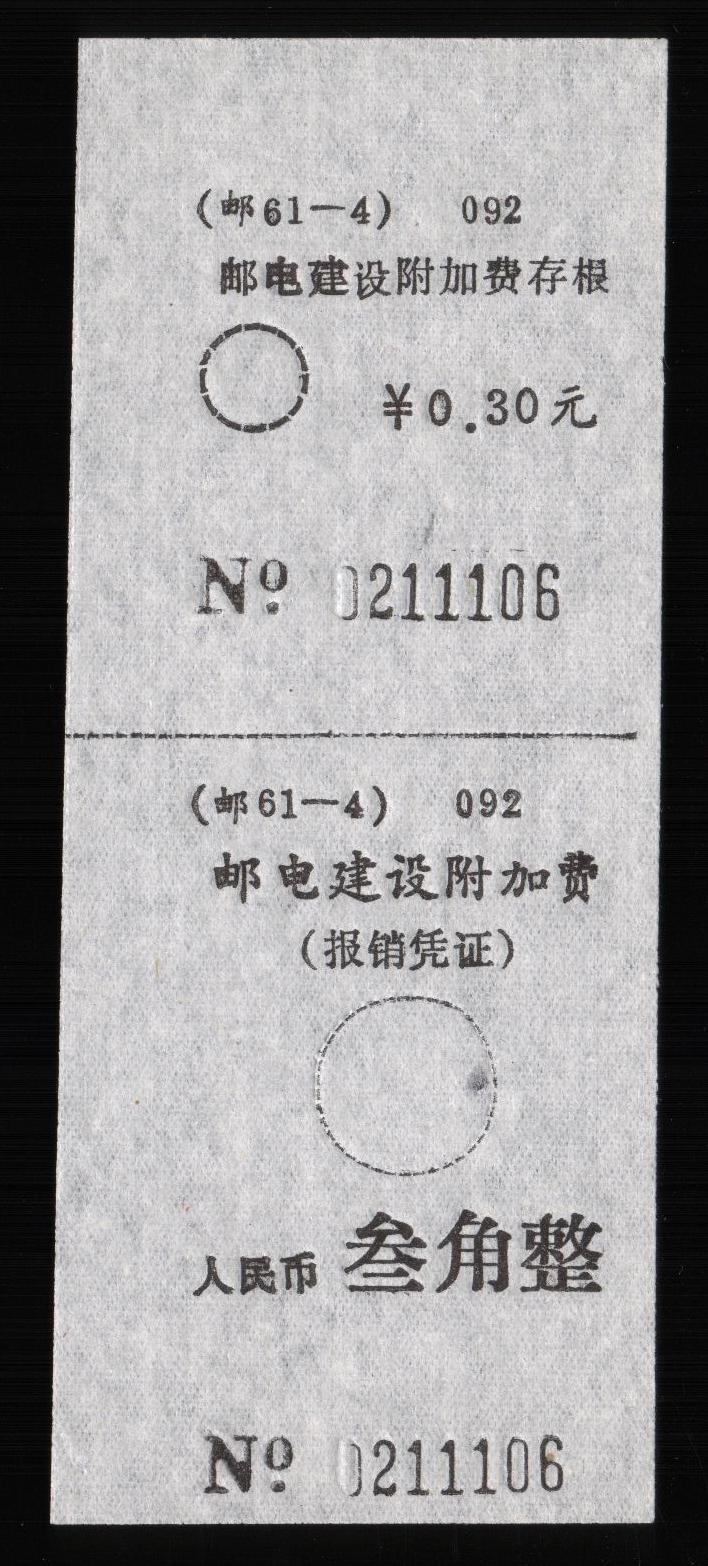 (邮61—4) 092
邮电建设附加费存根
¥0.30元
Nº 0211106
(邮61—4) 092
邮电建设附加费
(报销凭证)
人民币 叁角整
Nº 0211106